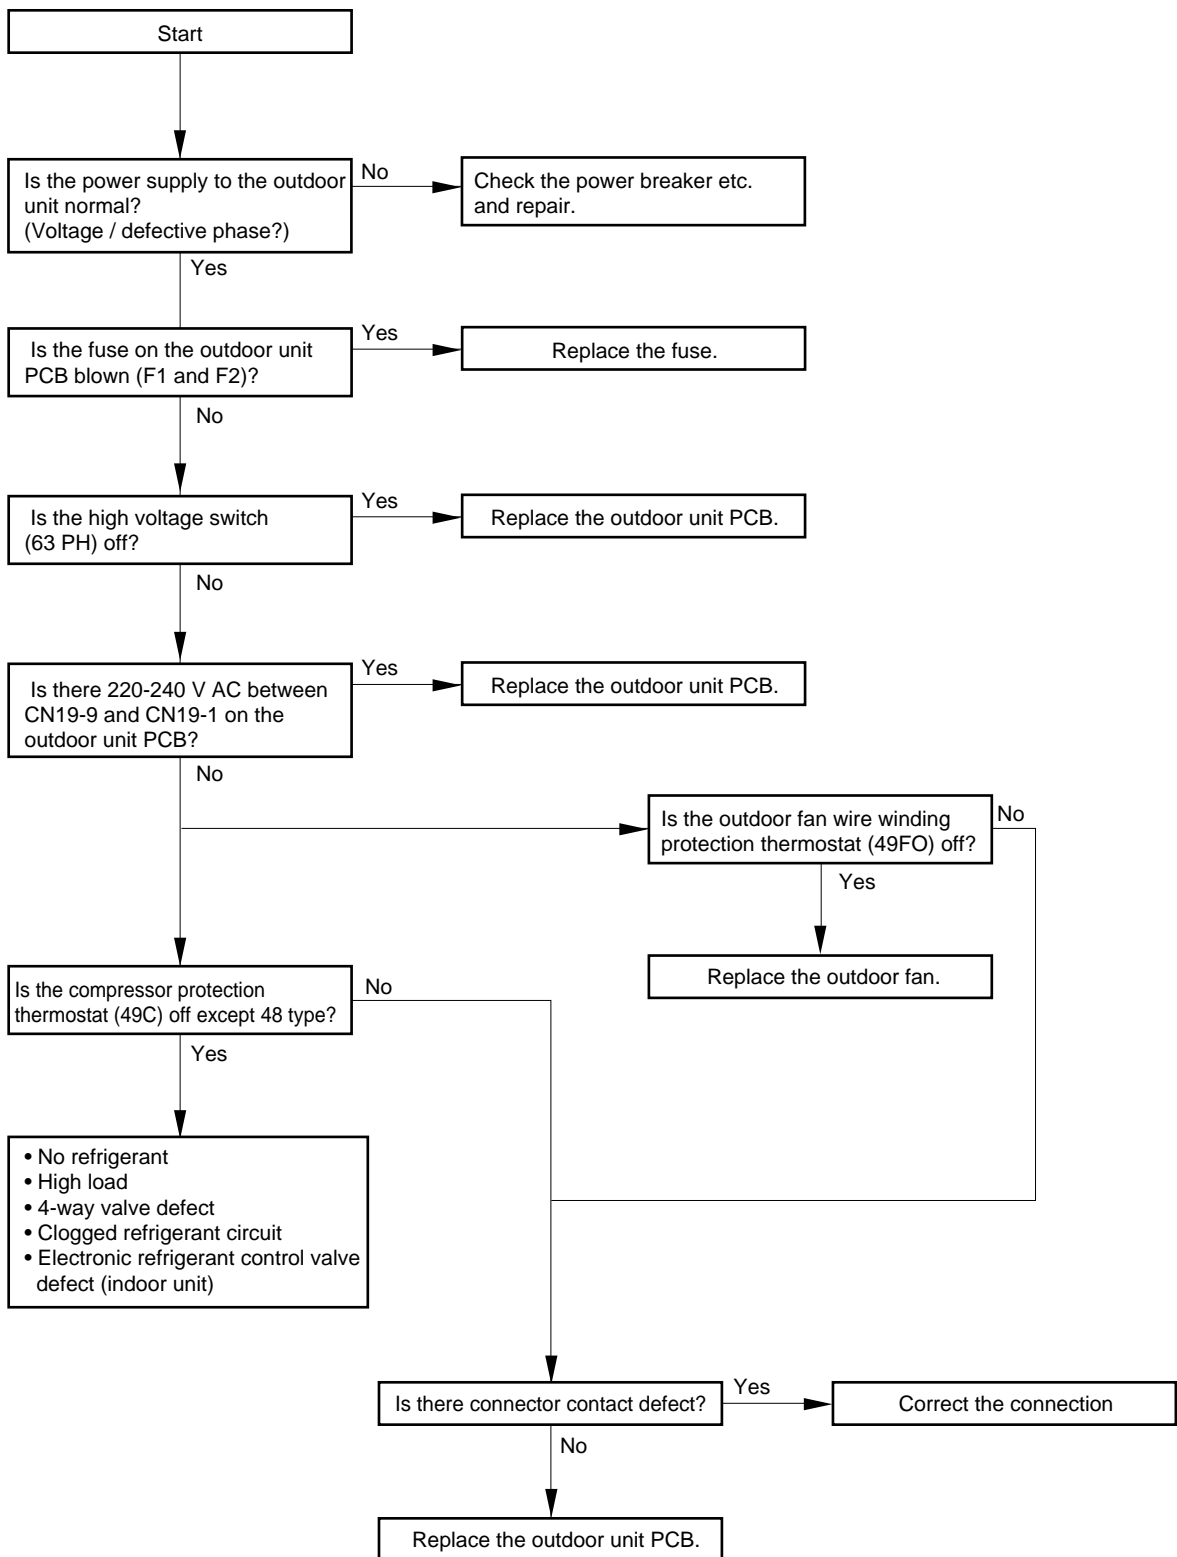 Start
Is the power supply to the outdoor
unit normal?
(Voltage / defective phase?)
No
Check the power breaker etc.
and repair.
Yes
Is the fuse on the outdoor unit
PCB blown (F1 and F2)?
Yes
Replace the fuse.
No
Is the high voltage switch
(63 PH) off?
Yes
Replace the outdoor unit PCB.
No
Is there 220-240 V AC between
CN19-9 and CN19-1 on the
outdoor unit PCB?
Yes
Replace the outdoor unit PCB.
No
Is the outdoor fan wire winding
protection thermostat (49FO) off?
No
Yes
Replace the outdoor fan.
Is the compressor protection
thermostat (49C) off except 48 type?
No
Yes
• No refrigerant
• High load
• 4-way valve defect
• Clogged refrigerant circuit
• Electronic refrigerant control valve
defect (indoor unit)
Is there connector contact defect?
Yes
Correct the connection
No
Replace the outdoor unit PCB.